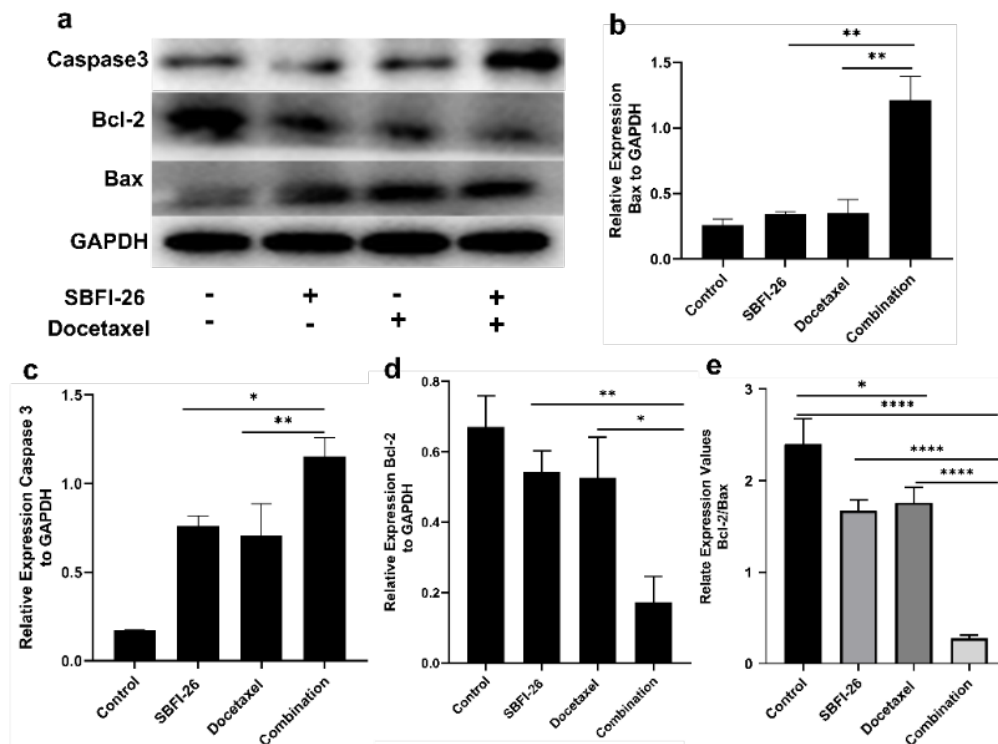 a
Caspase3
Bcl-2
Bax
GAPDH
SBFI-26 - + - +
Docetaxel - - + +
b
Relative Expression
Bax to GAPDH
1.5
1.0
0.5
0.0
**
**
Control
SBFI-26
Docetaxel
Combination
c
Relative Expression Caspase 3
to GAPDH
1.5
1.0
0.5
0.0
*
**
Control
SBFI-26
Docetaxel
Combination
d
Relative Expression Bcl-2
to GAPDH
0.8
0.6
0.4
0.2
0.0
**
*
Control
SBFI-26
Docetaxel
Combination
e
Relate Expression Values
Bcl-2/Bax
3
2
1
0
*
****
****
****
Control
SBFI-26
Docetaxel
Combination